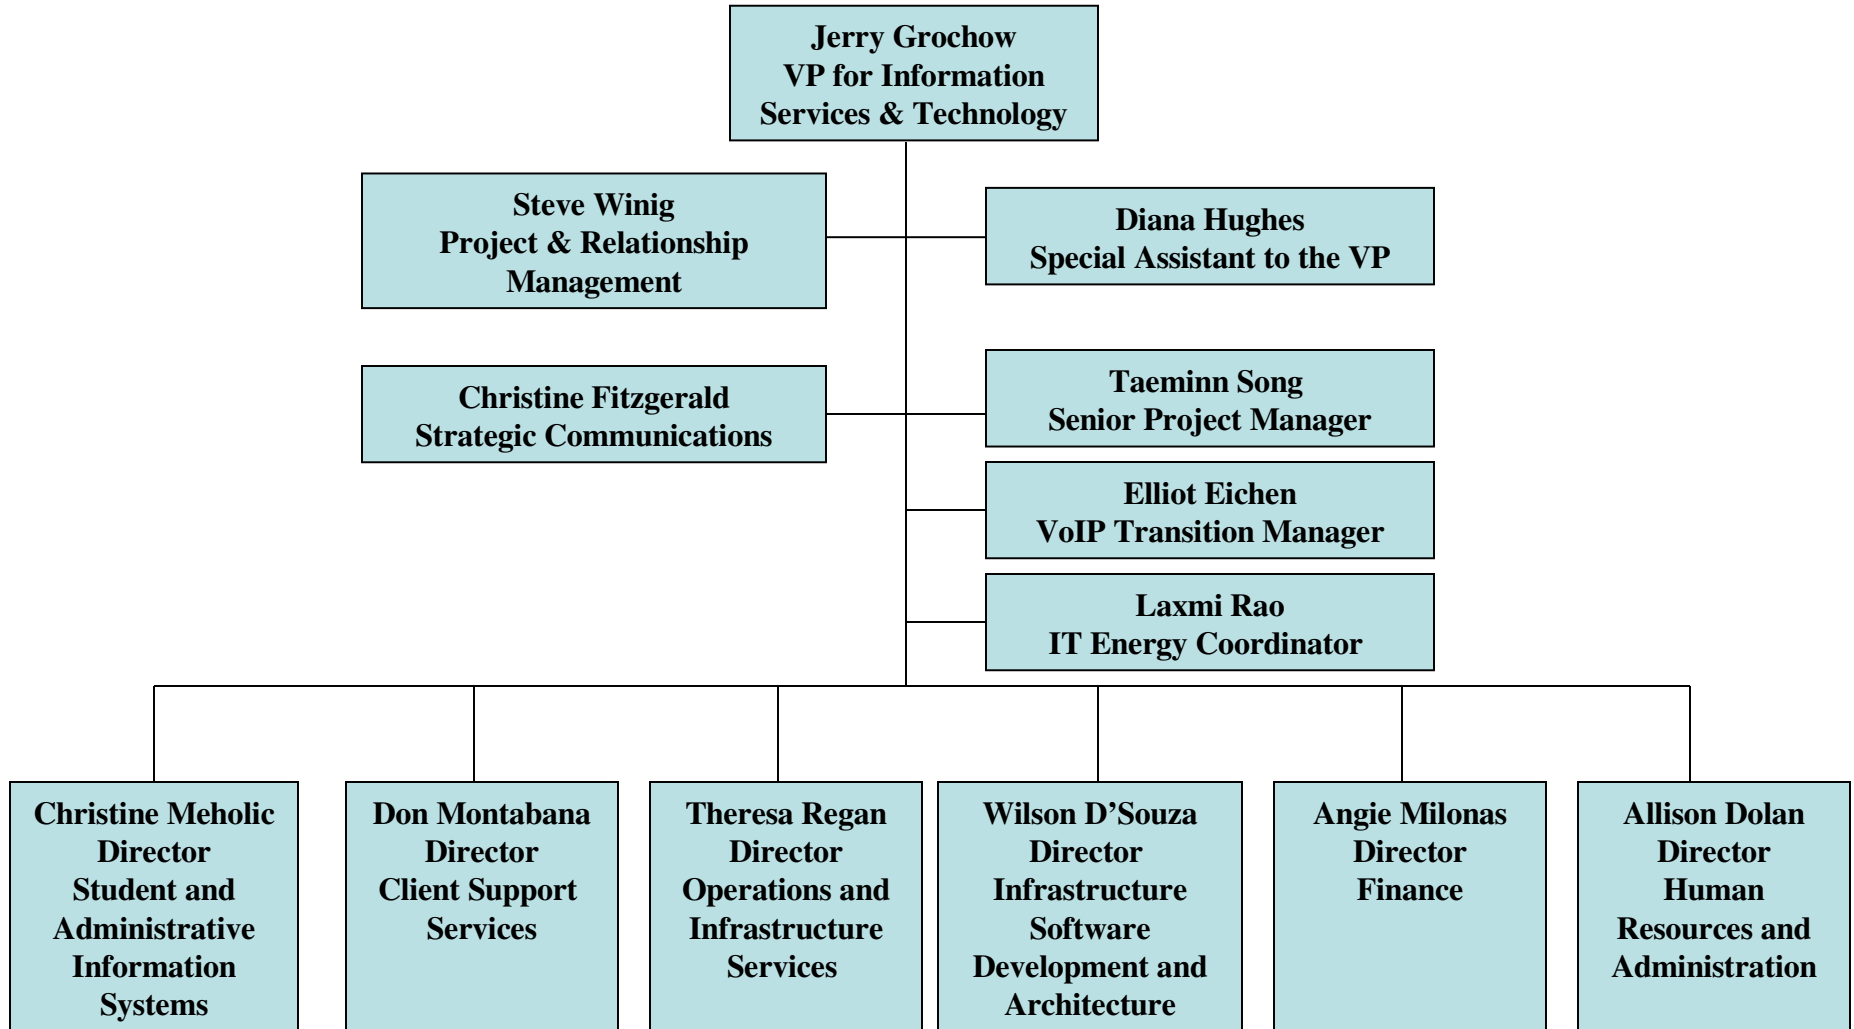 Jerry Grochow
VP for Information
Services & Technology
Steve Winig
Project & Relationship
Management
Diana Hughes
Special Assistant to the VP
Christine Fitzgerald
Strategic Communications
Taeminn Song
Senior Project Manager
Elliot Eichen
VoIP Transition Manager
Laxmi Rao
IT Energy Coordinator
Christine Meholic
Director
Student and
Administrative
Information
Systems
Don Montabana
Director
Client Support
Services
Theresa Regan
Director
Operations and
Infrastructure
Services
Wilson D’Souza
Director
Infrastructure
Software
Development and
Architecture
Angie Milonas
Director
Finance
Allison Dolan
Director
Human
Resources and
Administration